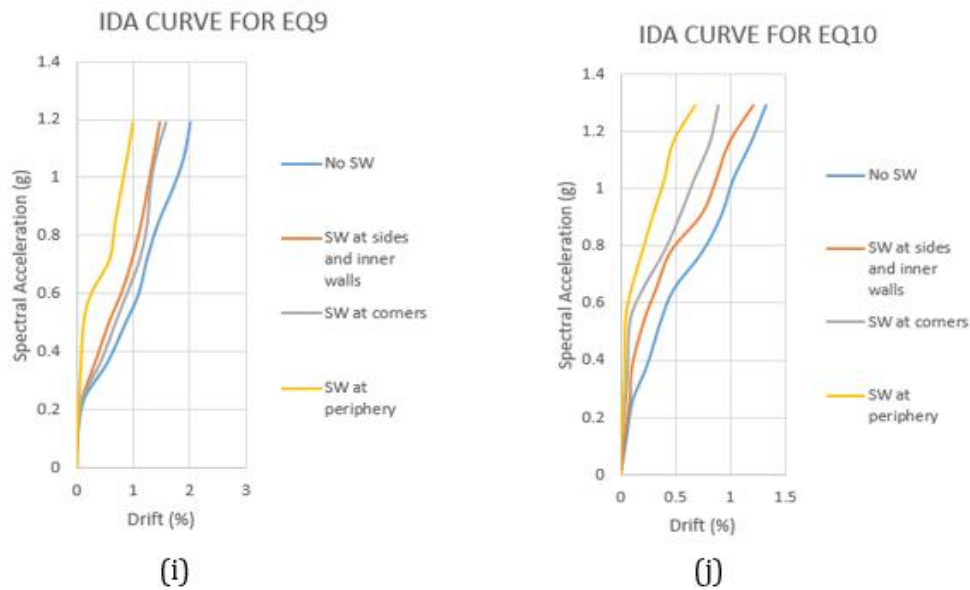 IDA CURVE FOR EQ9
1.4
1.2
1
0.8
0.6
0.4
0.2
0
0 1 2 3
Spectral Acceleration (g)
Drift (%)
No SW
SW at sides
and inner
walls
SW at corners
SW at
periphery
(i)
IDA CURVE FOR EQ10
1.4
1.2
1
0.8
0.6
0.4
0.2
0
0 0.5 1 1.5
Spectral Acceleration (g)
Drift (%)
No SW
SW at sides
and inner
walls
SW at corners
SW at
periphery
(j)